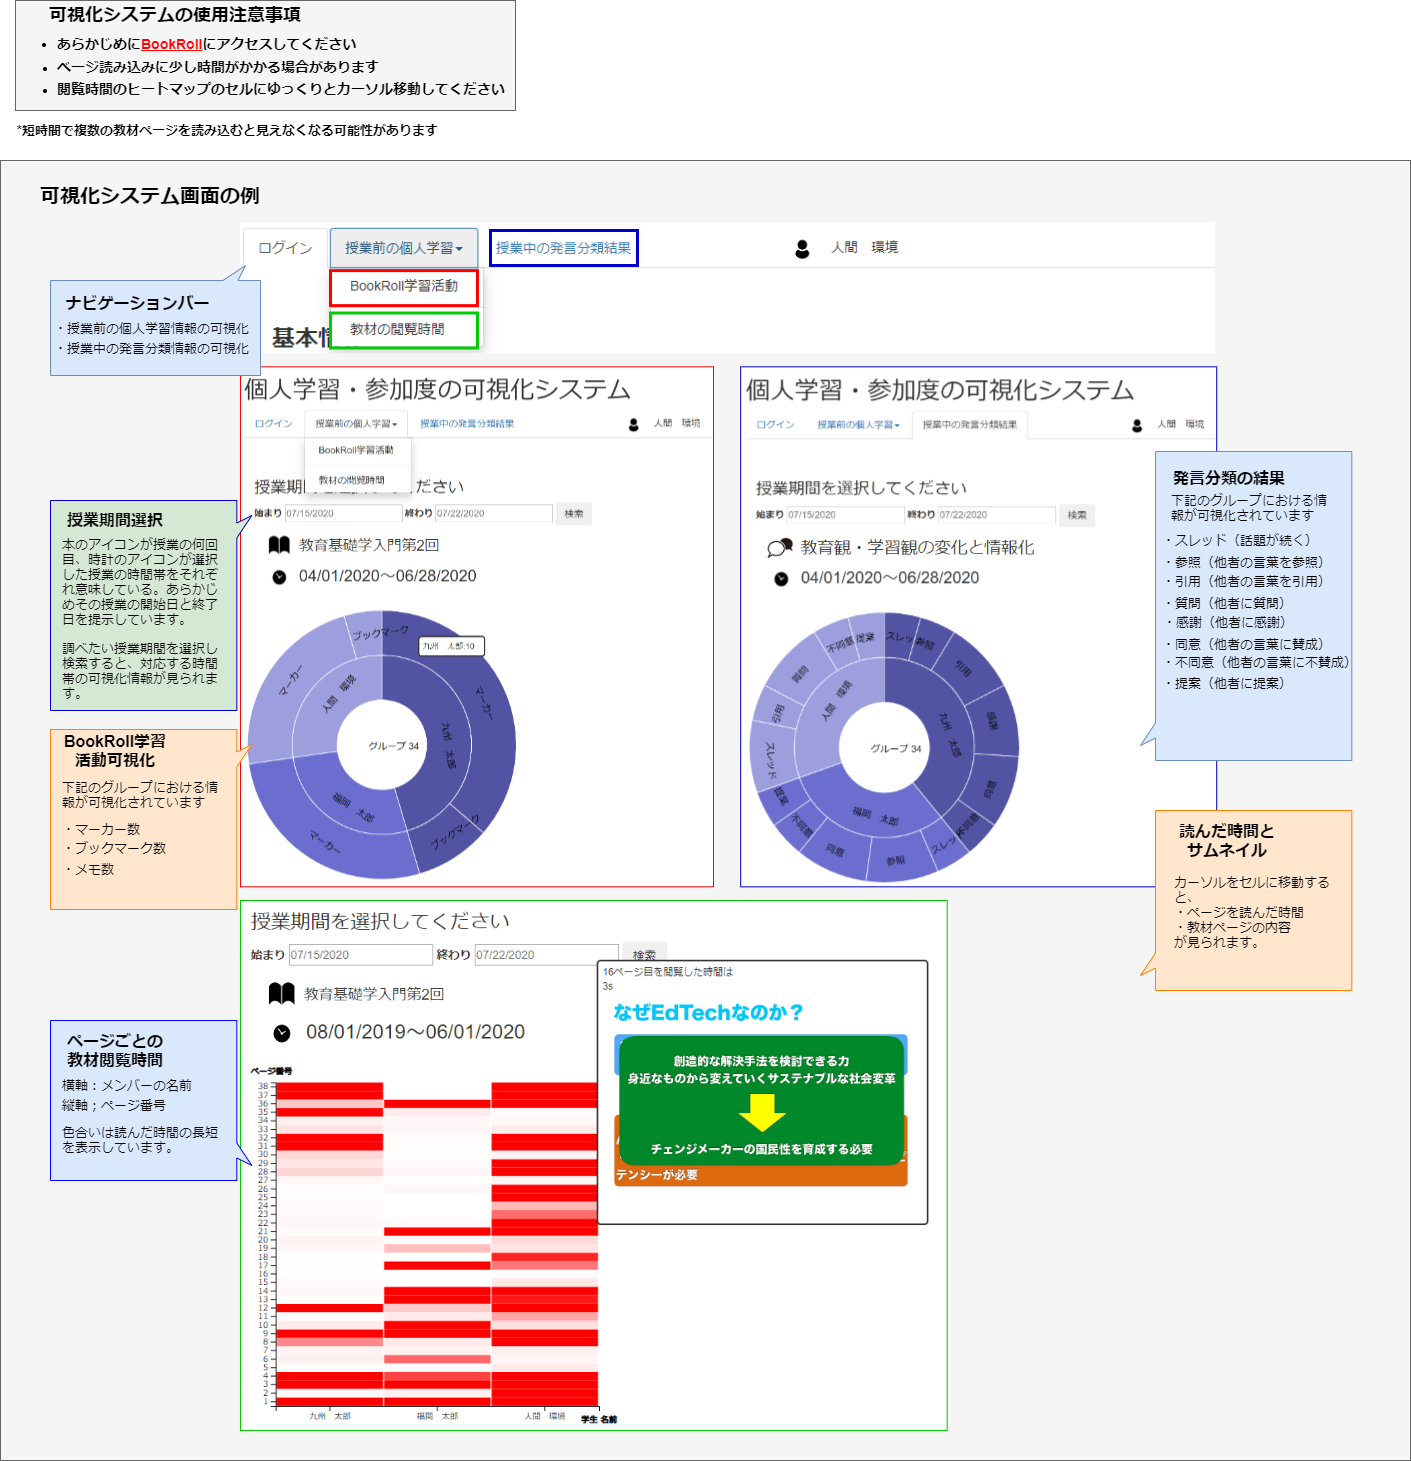 可視化システムの使用注意事項
• あらかじめにBookRollにアクセスしてください
• ページ読み込みに少し時間がかかる場合があります
• 閲覧時間のヒートマップのセルにゆっくりとカーソル移動してください
*短時間で複数の教材ページを読み込むと見えなくなる可能性があります
可視化システム画面の例
ログイン 授業前の個人学習 授業中の発言分類結果 人間 環境
BookRoll学習活動
教材の閲覧時間
基本情
ナビゲーションバー
・授業前の個人学習情報の可視化
・授業中の発言分類情報の可視化
個人学習・参加度の可視化システム
ログイン 授業前の個人学習 授業中の発言分類結果 人間 環境
BookRoll学習活動
教材の閲覧時間
授業期間を選択してください
始まり 07/15/2020 終わり 07/22/2020 検索
教育基礎学入門第2回
04/01/2020～06/28/2020
ブックマーク
九州 太郎:10
マーカー
マーカー
人間 環境
九州 太郎
グループ 34
福岡 太郎
マーカー
ブックマーク
個人学習・参加度の可視化システム
ログイン 授業前の個人学習 授業中の発言分類結果 人間 環境
授業期間を選択してください
始まり 07/15/2020 終わり 07/22/2020 検索
教育観・学習観の変化と情報化
04/01/2020～06/28/2020
不同意 提案 スレッ 参照
質問 引用
引用 感謝
人間 環境
九州 太郎
グループ 34
スレッド 同意
提案 福岡 太郎 不同意
不同意 同意 参照 スレッ
授業期間選択
本のアイコンが授業の何回
目、時計のアイコンが選択
した授業の時間帯をそれぞ
れ意味している。あらかじ
めその授業の開始日と終了
日を提示しています。
調べたい授業期間を選択し
検索すると、対応する時間
帯の可視化情報が見られま
す。
BookRoll学習
活動可視化
下記のグループにおける情
報が可視化されています
・マーカー数
・ブックマーク数
・メモ数
発言分類の結果
下記のグループにおける情
報が可視化されています
・スレッド（話題が続く）
・参照（他者の言葉を参照）
・引用（他者の言葉を引用）
・質問（他者に質問）
・感謝（他者に感謝）
・同意（他者の言葉に賛成）
・不同意（他者の言葉に不賛成）
・提案（他者に提案）
読んだ時間と
サムネイル
カーソルをセルに移動する
と、
・ページを読んだ時間
・教材ページの内容
が見られます。
授業期間を選択してください
始まり 07/15/2020 終わり 07/22/2020 検索
教育基礎学入門第2回
08/01/2019～06/01/2020
16ページ目を閲覧した時間は
3s
なぜEdTechなのか？
創造的な解決手法を検討できる力
身近なものから変えていくサステナブルな社会変革
チェンジメーカーの国民性を育成する必要
テンシーが必要
ページごとの
教材閲覧時間
横軸：メンバーの名前
縦軸；ページ番号
色合いは読んだ時間の長短
を表示しています。
ページ番号
38
37
36
35
34
33
32
31
30
29
28
27
26
25
24
23
22
21
20
19
18
17
16
15
14
13
12
11
10
9
8
7
6
5
4
3
2
1
九州 太郎 福岡 太郎 人間 環境 学生 名前